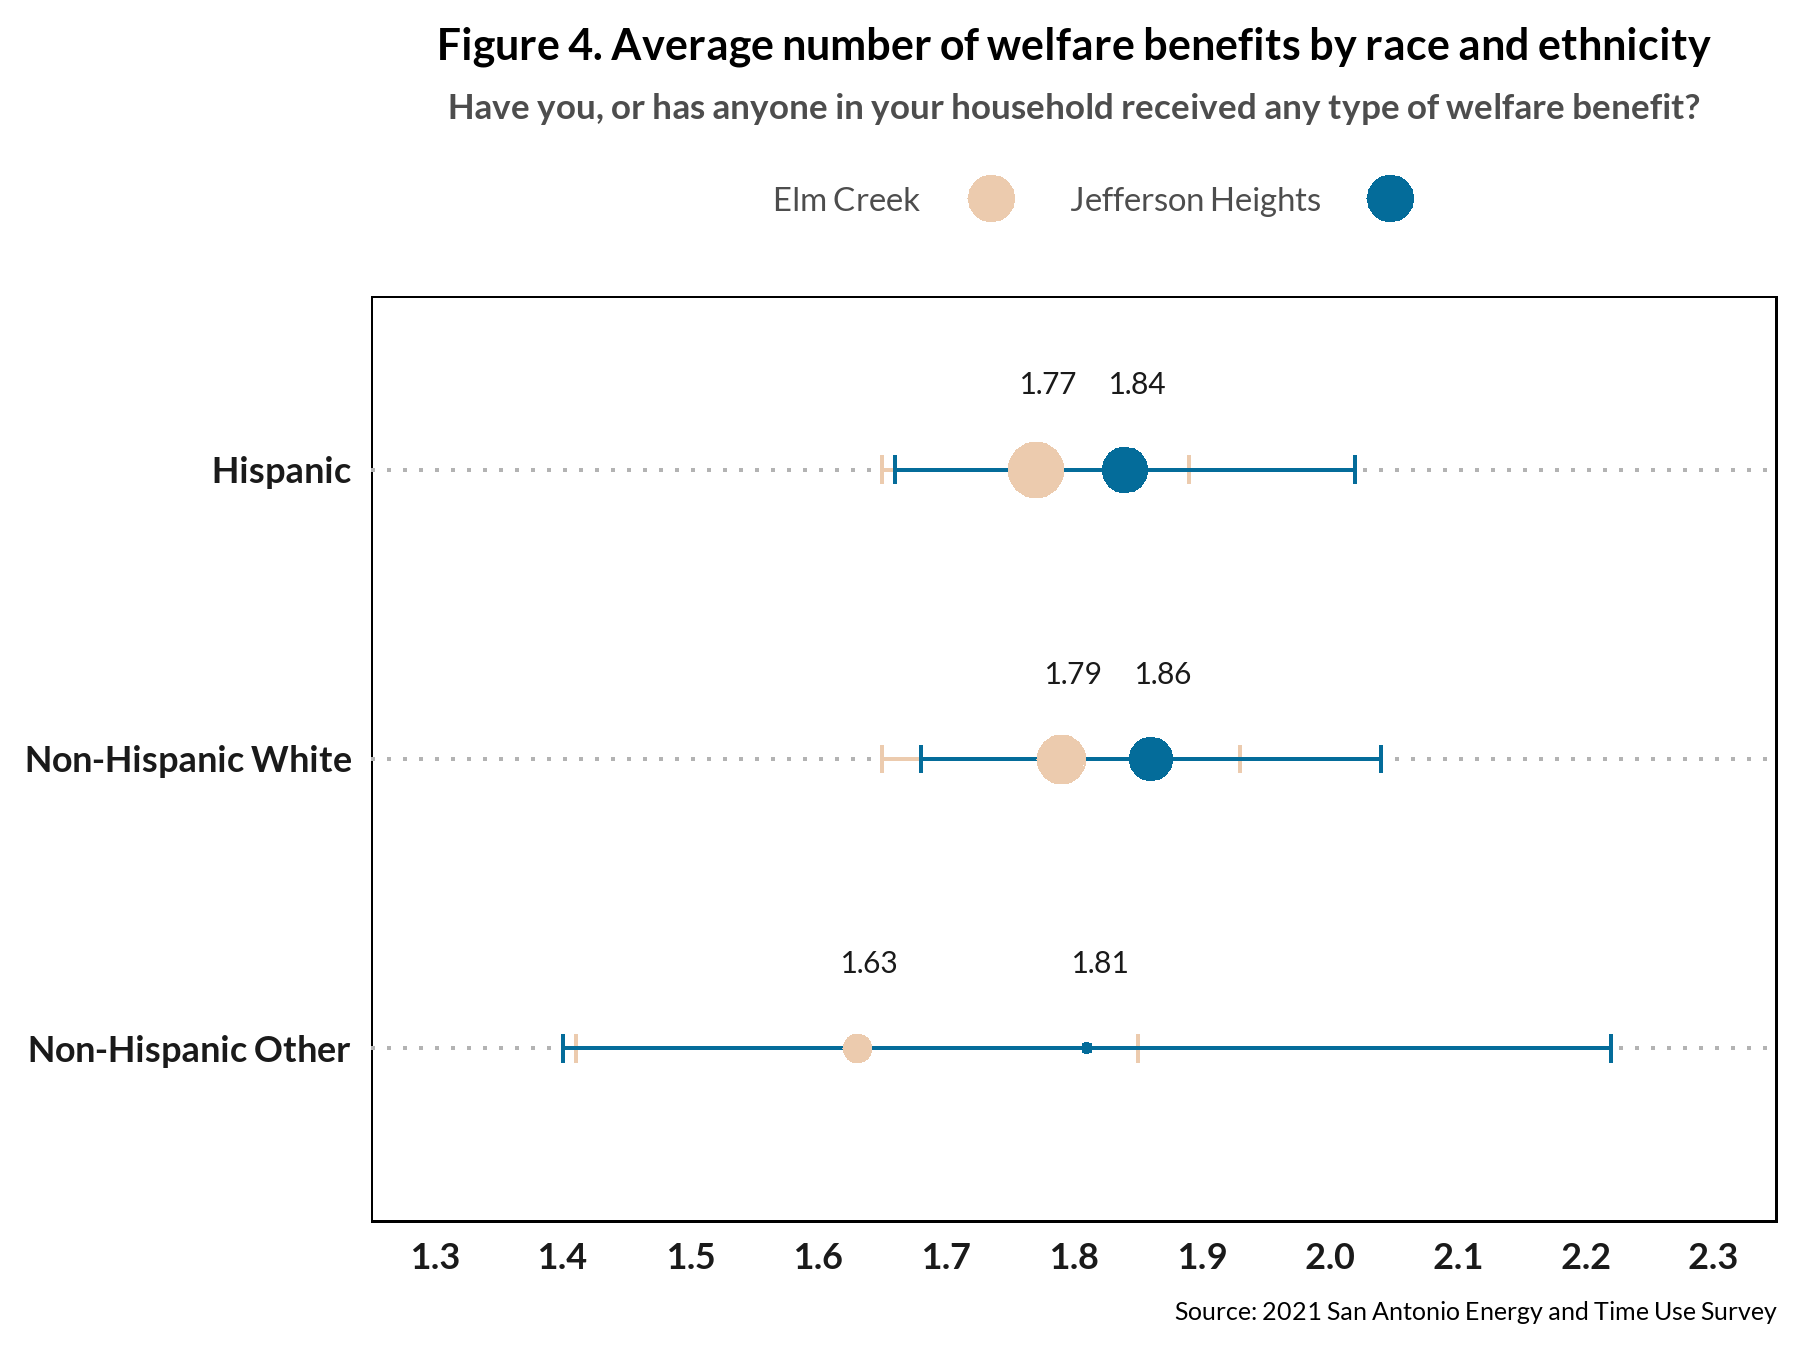 Figure 4. Average number of welfare benefits by race and ethnicity
Have you, or has anyone in your household received any type of welfare benefit?
Elm Creek Jefferson Heights
1.77 1.84
Hispanic
1.79 1.86
Non-Hispanic White
1.63 1.81
Non-Hispanic Other
1.3 1.4 1.5 1.6 1.7 1.8 1.9 2.0 2.1 2.2 2.3
Source: 2021 San Antonio Energy and Time Use Survey